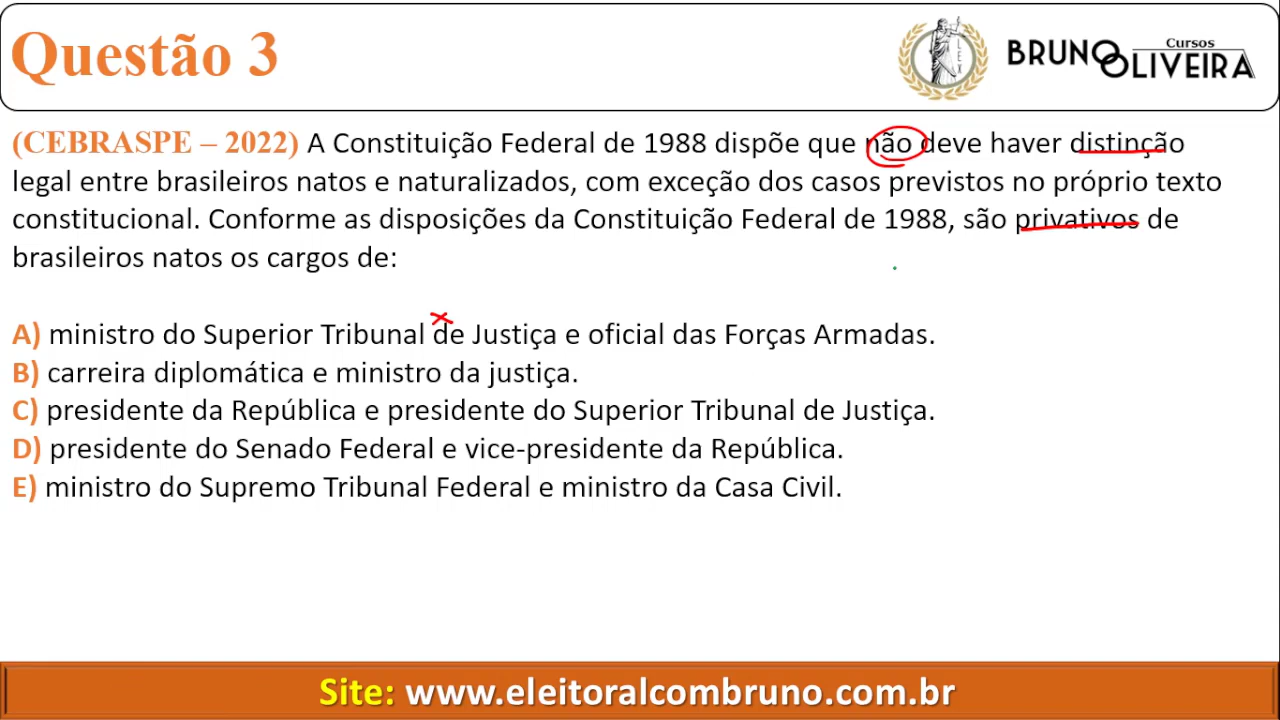 Questão 3
LEX
Cursos
BRUNO
OLIVEIRA
(CEBRASPE – 2022) A Constituição Federal de 1988 dispõe que não deve haver distinção
legal entre brasileiros natos e naturalizados, com exceção dos casos previstos no próprio texto
constitucional. Conforme as disposições da Constituição Federal de 1988, são privativos de
brasileiros natos os cargos de:
A) ministro do Superior Tribunal de Justiça e oficial das Forças Armadas.
B) carreira diplomática e ministro da justiça.
C) presidente da República e presidente do Superior Tribunal de Justiça.
D) presidente do Senado Federal e vice-presidente da República.
E) ministro do Supremo Tribunal Federal e ministro da Casa Civil.
Site: www.eleitoralcombruno.com.br